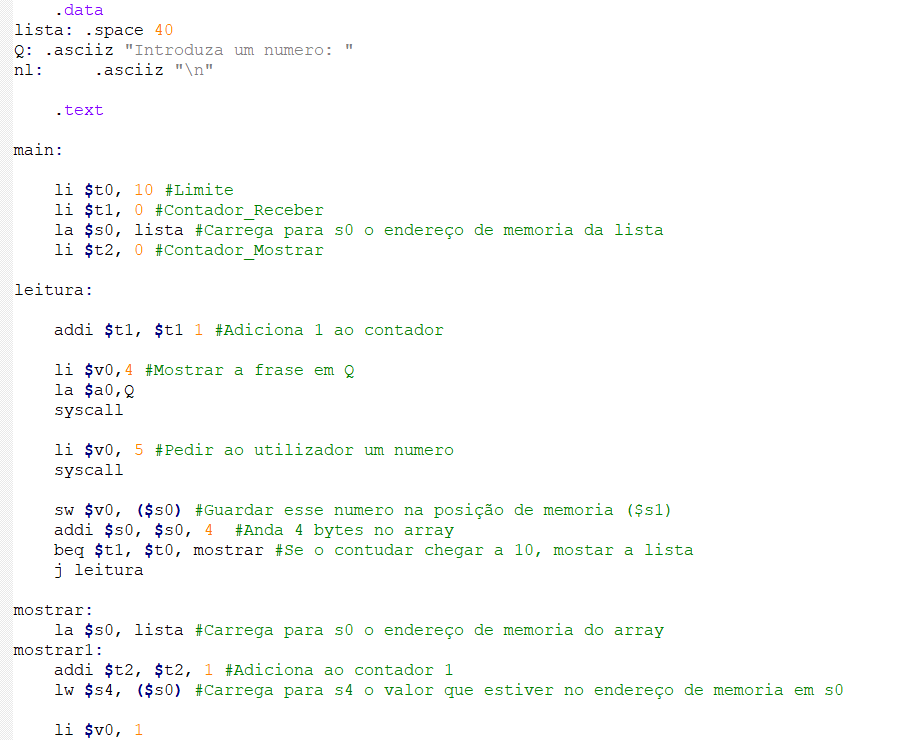 .data
lista: .space 40
Q: .asciiz "Introduza um numero: "
nl: .asciiz "\n"
.text
main:
li $t0, 10 #Limite
li $t1, 0 #Contador_Receber
la $s0, lista #Carrega para s0 o endereço de memoria da lista
li $t2, 0 #Contador_Mostrar
leitura:
addi $t1, $t1 1 #Adiciona 1 ao contador
li $v0,4 #Mostrar a frase em Q
la $a0,Q
syscall
li $v0, 5 #Pedir ao utilizador um numero
syscall
sw $v0, ($s0) #Guardar esse numero na posição de memoria ($s1)
addi $s0, $s0, 4 #Anda 4 bytes no array
beq $t1, $t0, mostrar #Se o contudar chegar a 10, mostar a lista
j leitura
mostrar:
la $s0, lista #Carrega para s0 o endereço de memoria do array
mostrar1:
addi $t2, $t2, 1 #Adiciona ao contador 1
lw $s4, ($s0) #Carrega para s4 o valor que estiver no endereço de memoria em s0
li $v0, 1